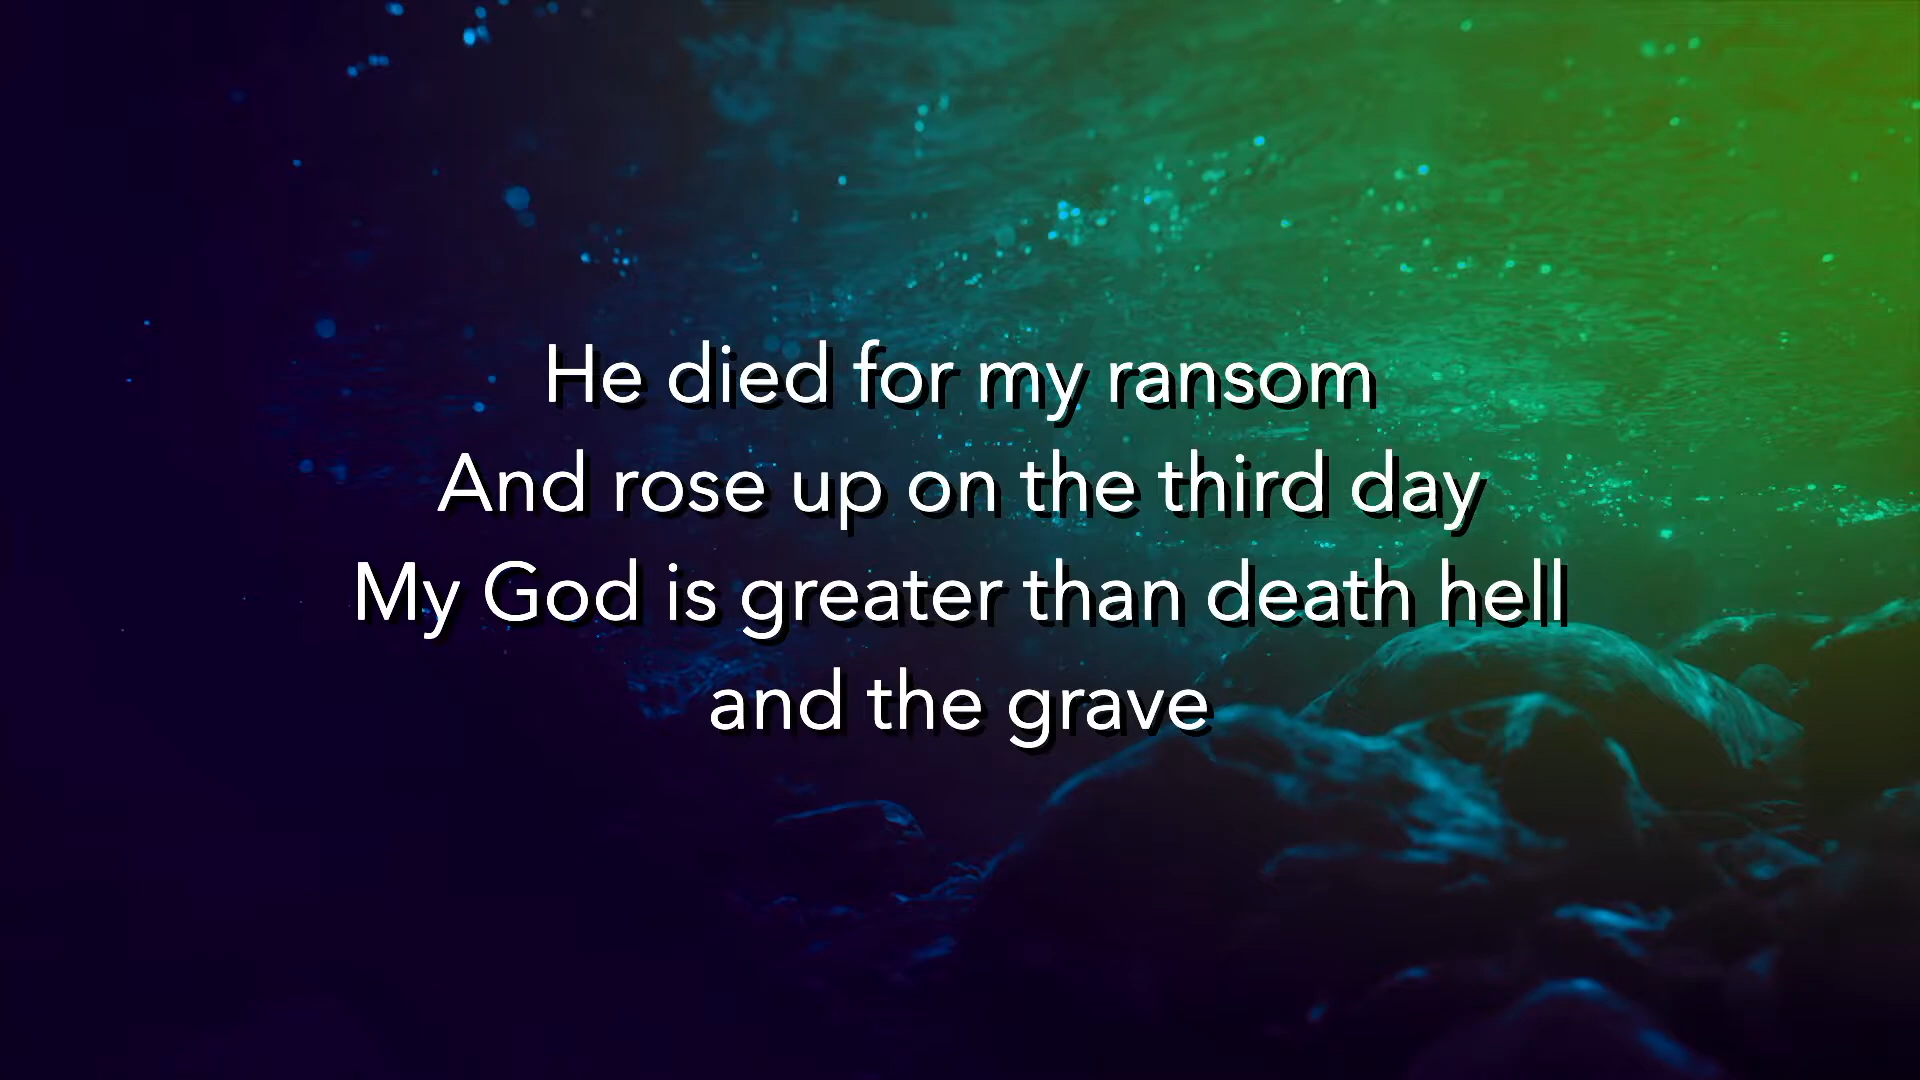 He died for my ransom
And rose up on the third day
My God is greater than death hell
and the grave